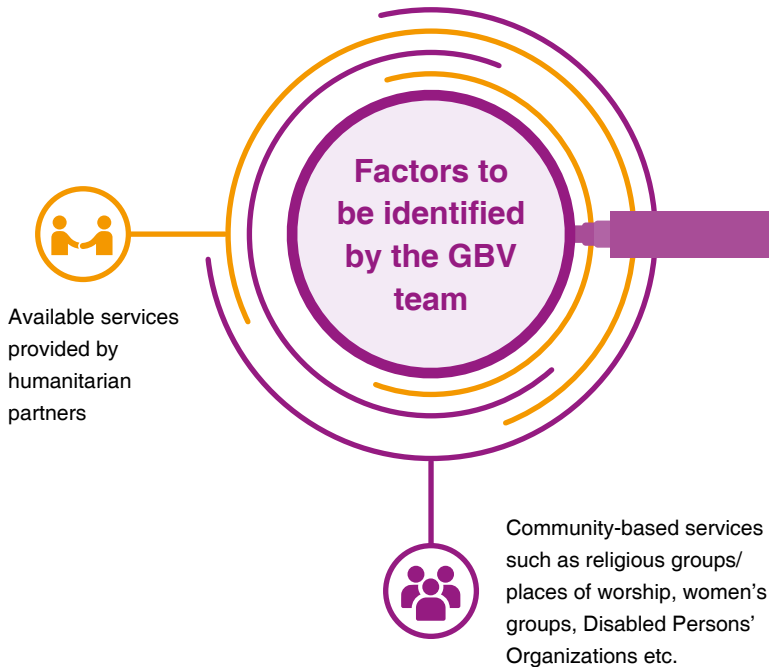 Factors to
be identified
by the GBV
team
Available services
provided by
humanitarian
partners
Community-based services
such as religious groups/
places of worship, women’s
groups, Disabled Persons’
Organizations etc.